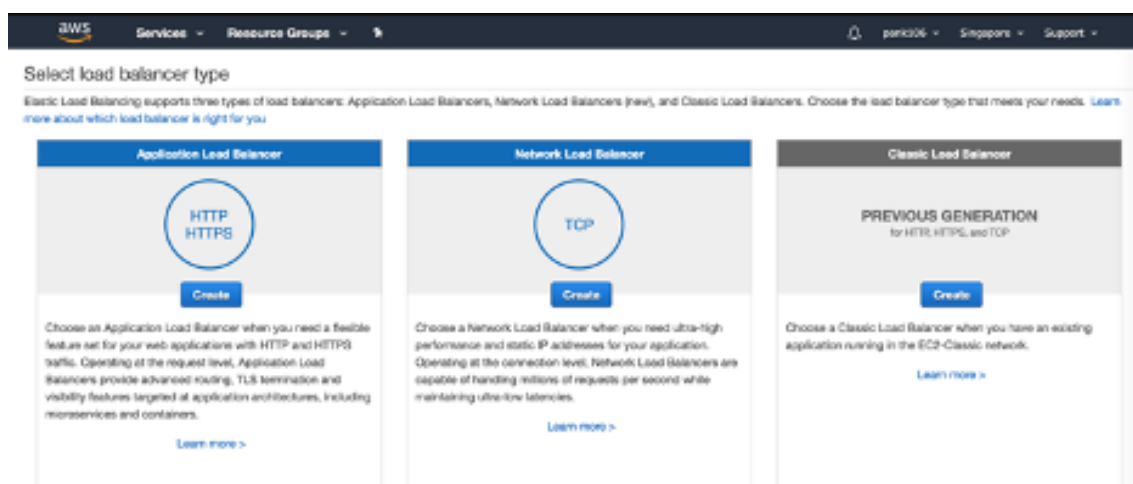 aws Services Resource Groups Singapore Support
Select load balancer type
Elastic Load Balancing supports three types of load balancers: Application Load Balancers, Network Load Balancers (new), and Classic Load Balancers. Choose the load balancer type that meets your needs. Learn
more about which load balancer is right for you
Application Load Balancer
HTTP
HTTPS
Create
Choose an Application Load Balancer when you need a flexible
feature set for your web applications with HTTP and HTTPS
traffic. Operating at the request level, Application Load
Balancers provide advanced routing, TLS termination and
visibility features targeted at application architectures, including
microservices and containers.
Learn more >
Network Load Balancer
TCP
Create
Choose a Network Load Balancer when you need ultra-high
performance and static IP addresses for your application.
Operating at the connection level, Network Load Balancers are
capable of handling millions of requests per second while
maintaining ultra-low latencies.
Learn more >
Classic Load Balancer
PREVIOUS GENERATION
for HTTP, HTTPS, and TCP
Create
Choose a Classic Load Balancer when you have an existing
application running in the EC2-Classic network.
Learn more >